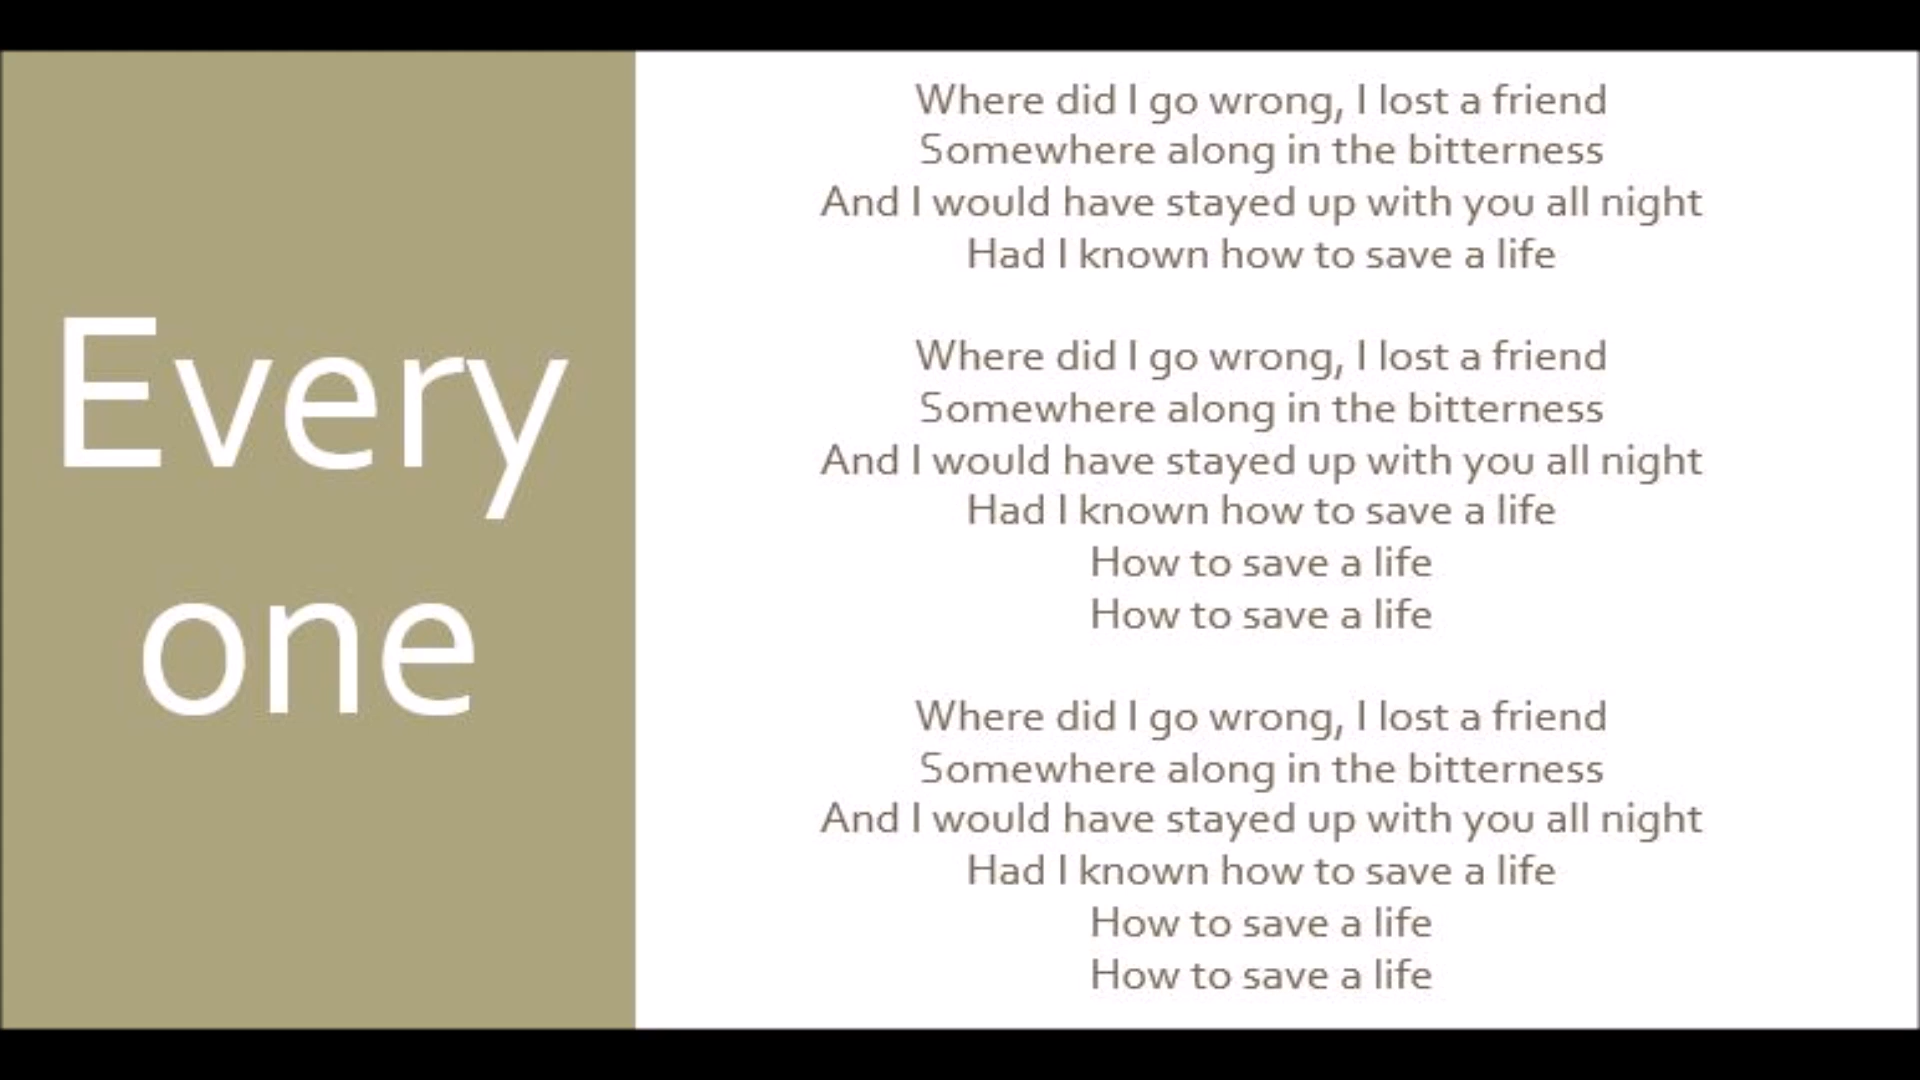 Every
one
Where did I go wrong, I lost a friend
Somewhere along in the bitterness
And I would have stayed up with you all night
Had I known how to save a life
Where did I go wrong, I lost a friend
Somewhere along in the bitterness
And I would have stayed up with you all night
Had I known how to save a life
How to save a life
How to save a life
Where did I go wrong, I lost a friend
Somewhere along in the bitterness
And I would have stayed up with you all night
Had I known how to save a life
How to save a life
How to save a life